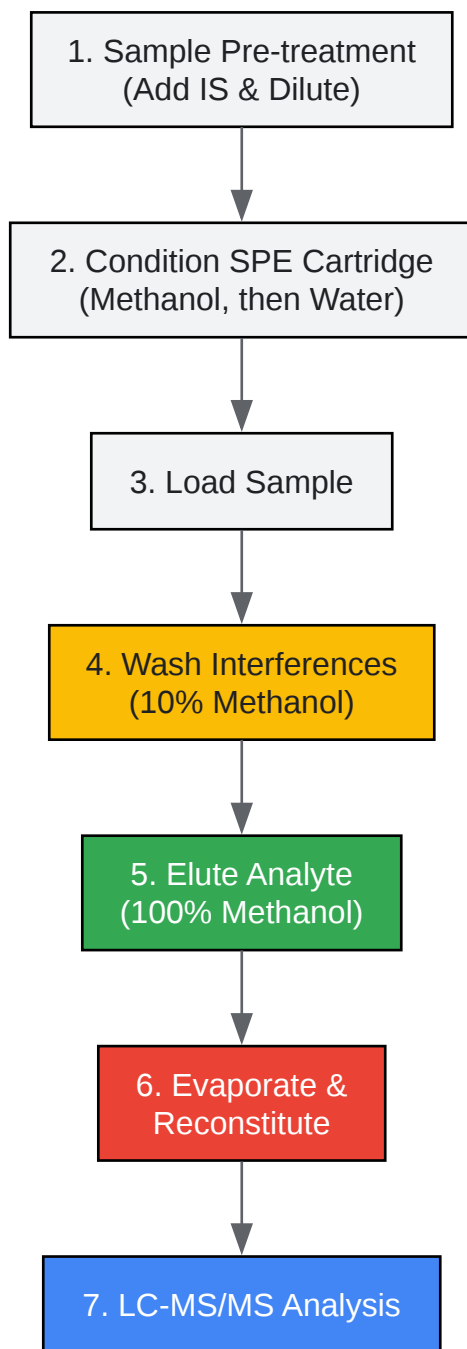 1. Sample Pre-treatment
(Add IS & Dilute)
2. Condition SPE Cartridge
(Methanol, then Water)
3. Load Sample
4. Wash Interferences
(10% Methanol)
5. Elute Analyte
(100% Methanol)
6. Evaporate &
Reconstitute
7. LC-MS/MS Analysis